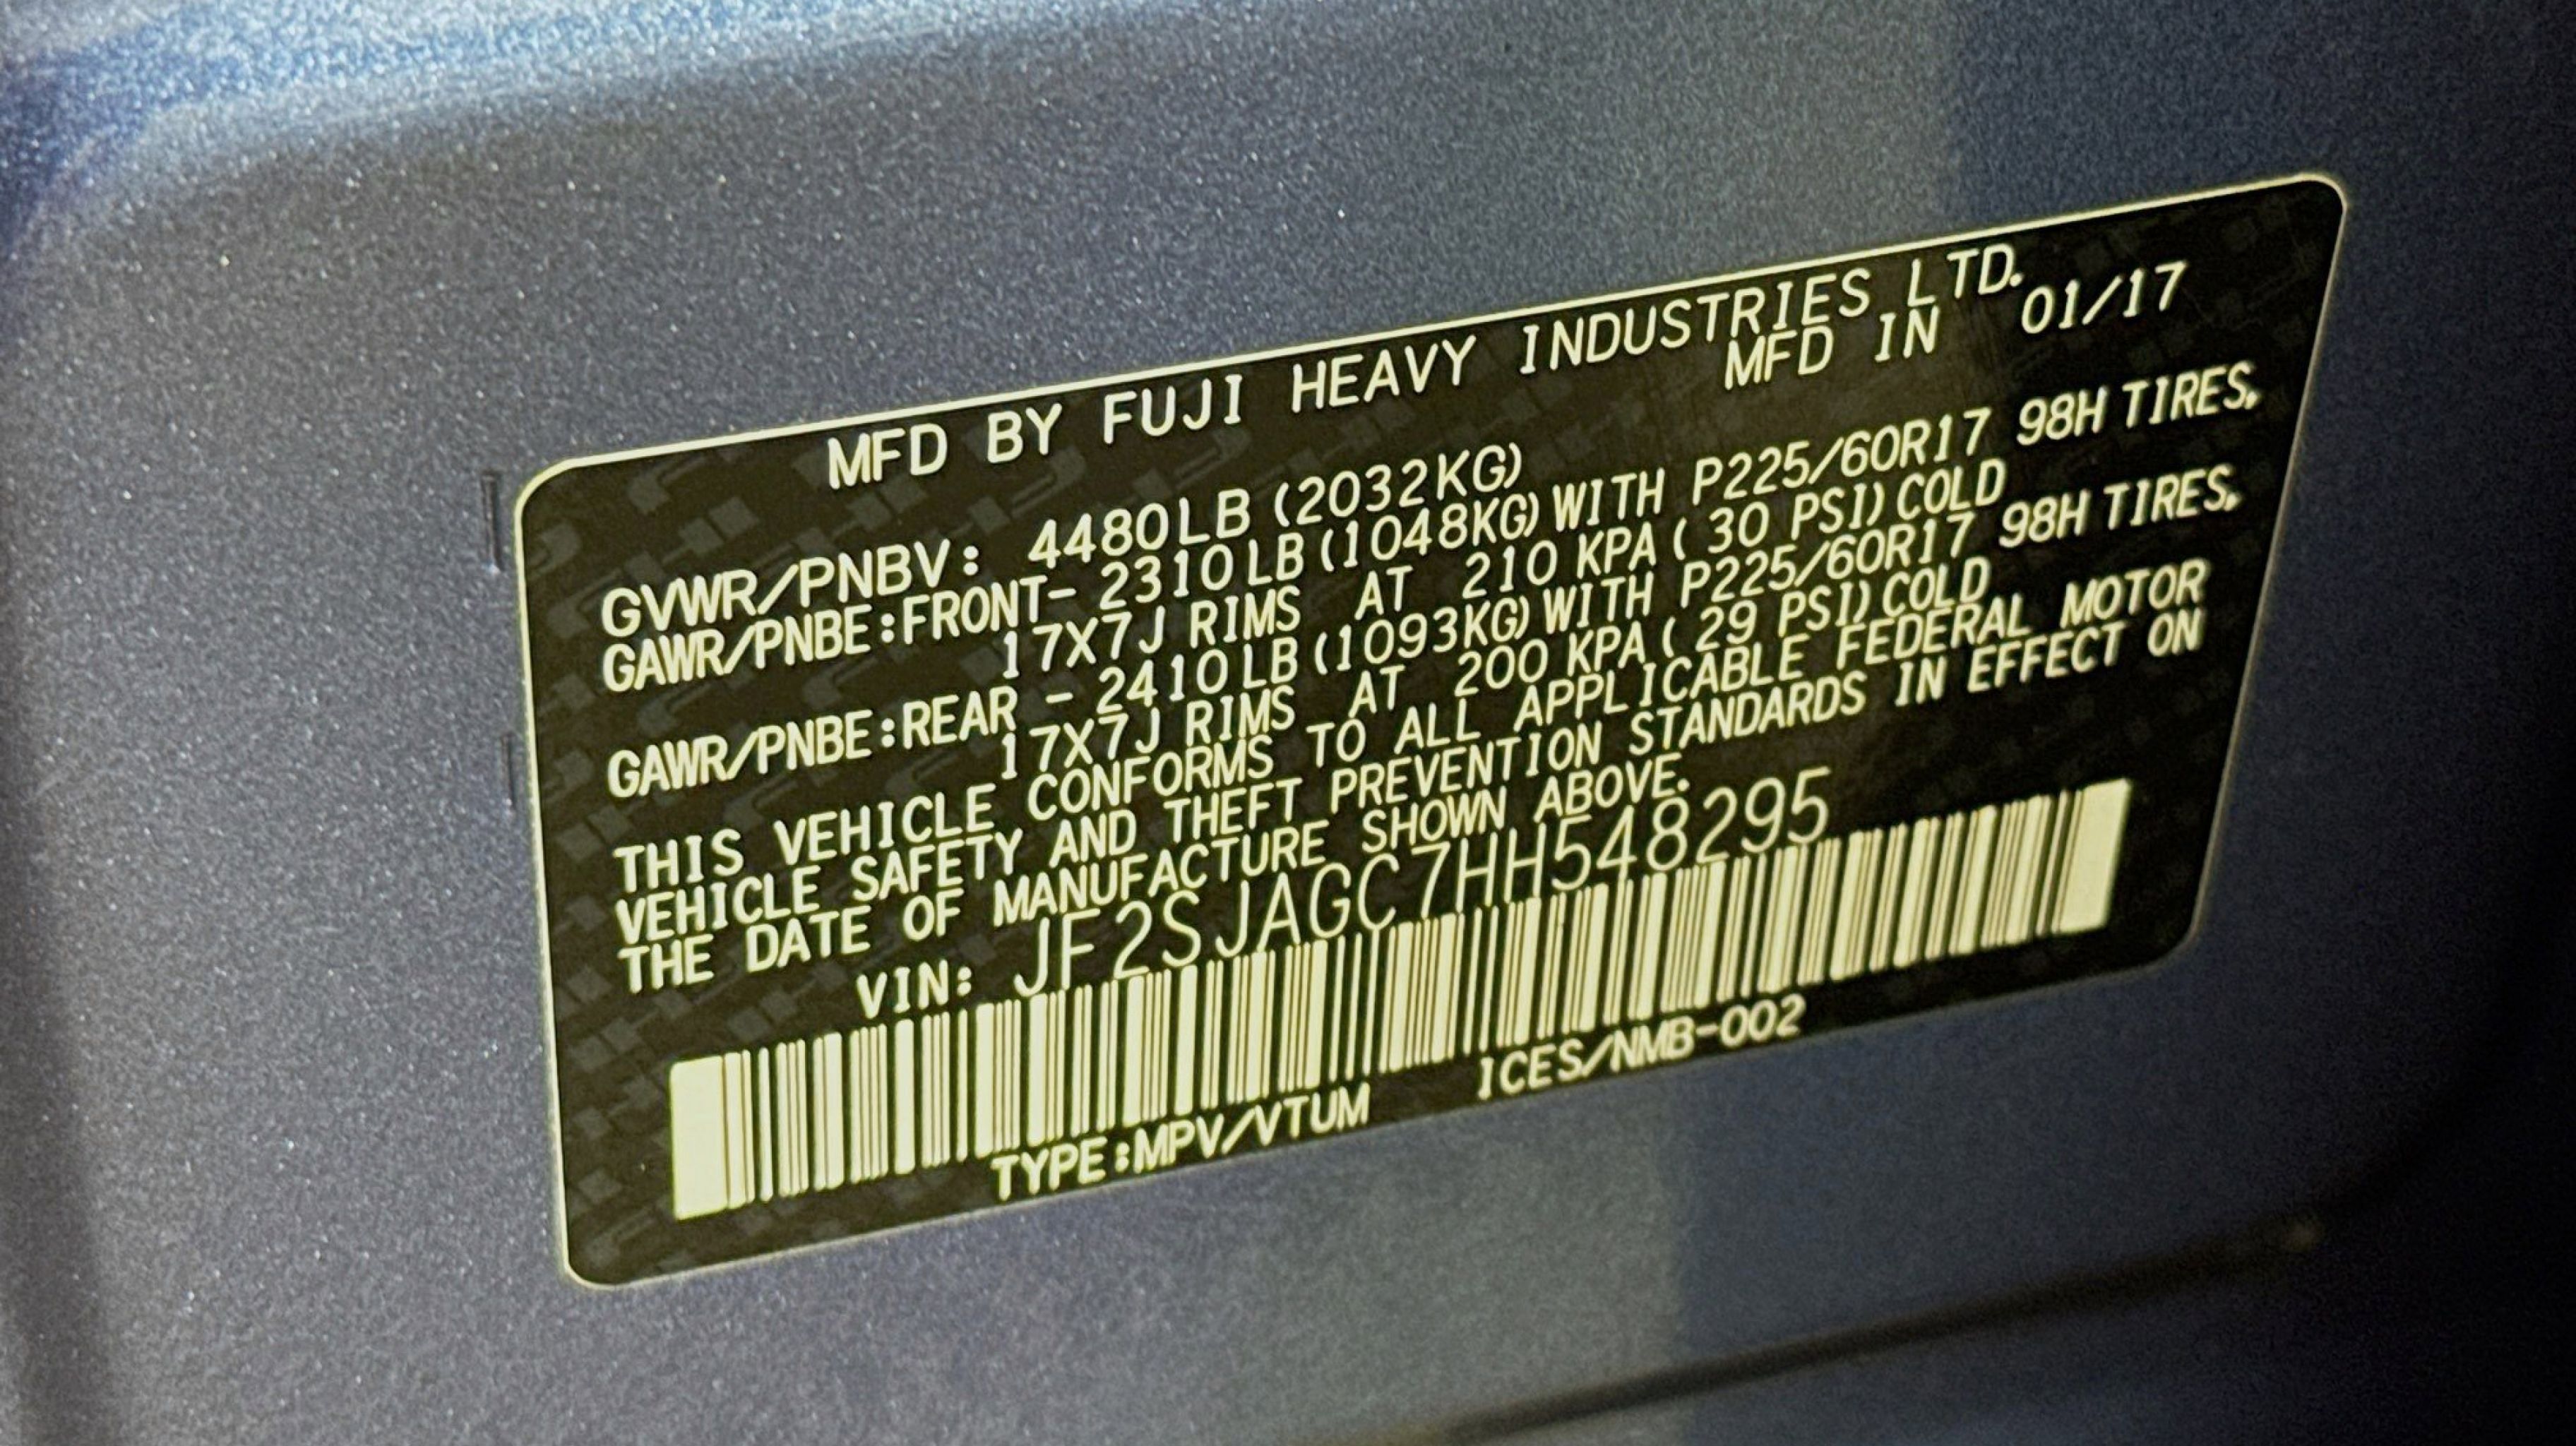 MFD BY FUJI HEAVY INDUSTRIES LTD.
MFD IN 01/17
GVWR/PNBV: 4480LB (2032KG)
GAWR/PNBE:FRONT- 2310LB (1048KG) WITH P225/60R17 98H TIRES,
17X7J RIMS AT 210 KPA ( 30 PSI) COLD
GAWR/PNBE:REAR - 2410LB (1093KG) WITH P225/60R17 98H TIRES,
17X7J RIMS AT 200 KPA ( 29 PSI) COLD
THIS VEHICLE CONFORMS TO ALL APPLICABLE FEDERAL MOTOR
VEHICLE SAFETY AND THEFT PREVENTION STANDARDS IN EFFECT ON
THE DATE OF MANUFACTURE SHOWN ABOVE.
VIN: JF2SJAGC7HH548295
TYPE:MPV/VTUM ICES/NMB-002